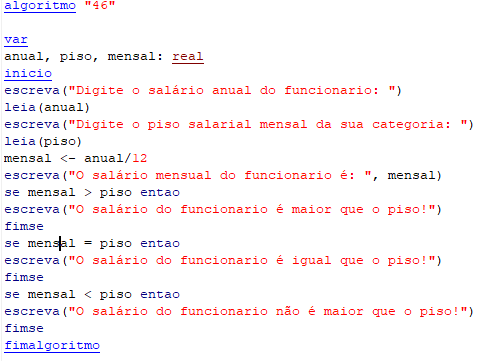 algoritmo "46"
var
anual, piso, mensal: real
inicio
escreva("Digite o salário anual do funcionario: ")
leia(anual)
escreva("Digite o piso salarial mensal da sua categoria: ")
leia(piso)
mensal <- anual/12
escreva("O salário mensual do funcionario é: ", mensal)
se mensal > piso entao
escreva("O salário do funcionario é maior que o piso!")
fimse
se mensal = piso entao
escreva("O salário do funcionario é igual que o piso!")
fimse
se mensal < piso entao
escreva("O salário do funcionario não é maior que o piso!")
fimse
fimalgoritmo